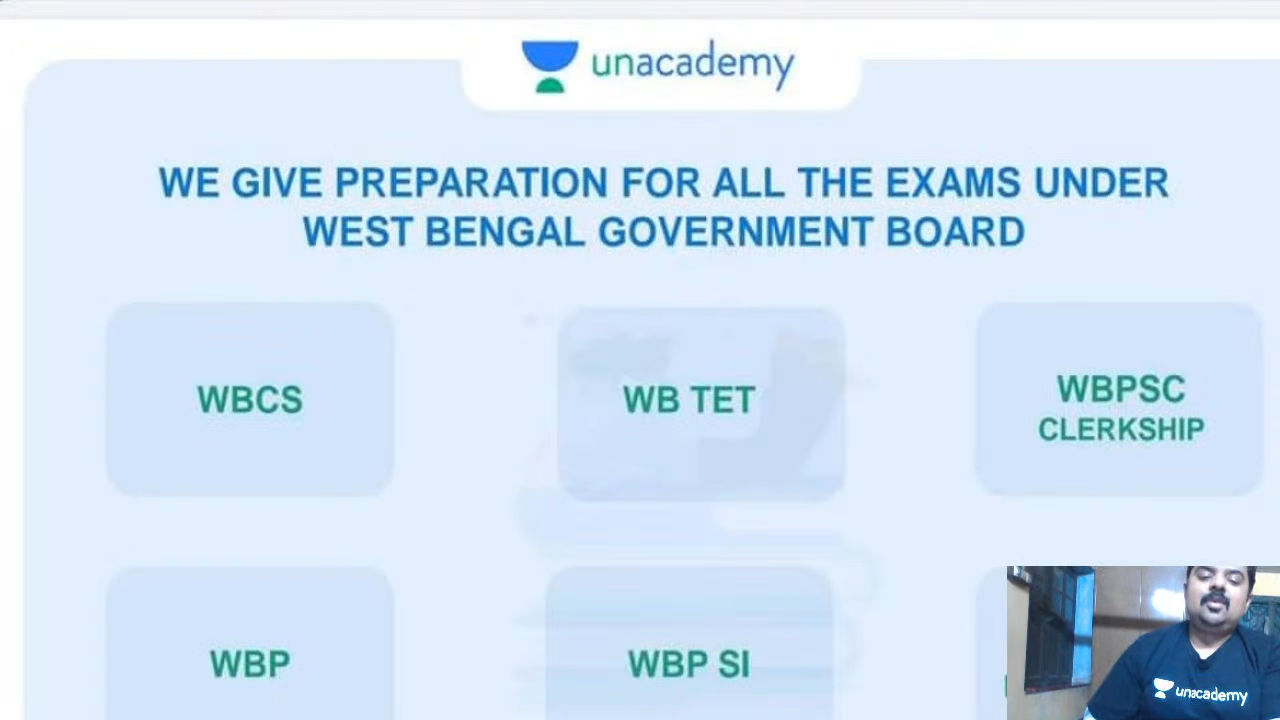 unacademy
WE GIVE PREPARATION FOR ALL THE EXAMS UNDER
WEST BENGAL GOVERNMENT BOARD
WBCS
WB TET
WBPSC
CLERKSHIP
WBP
WBP SI
unacademy